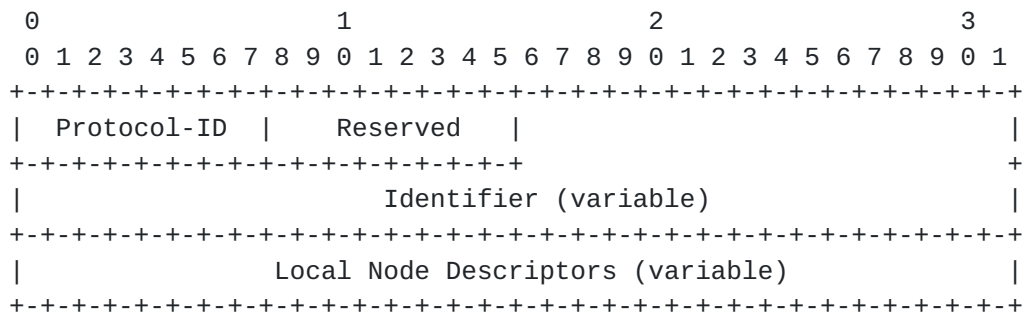 0                   1                   2                   3
 0 1 2 3 4 5 6 7 8 9 0 1 2 3 4 5 6 7 8 9 0 1 2 3 4 5 6 7 8 9 0 1
+-+-+-+-+-+-+-+-+-+-+-+-+-+-+-+-+-+-+-+-+-+-+-+-+-+-+-+-+-+-+-+-+
|  Protocol-ID  |    Reserved   |                               |
+-+-+-+-+-+-+-+-+-+-+-+-+-+-+-+-+                               +
|                       Identifier (variable)                   |
+-+-+-+-+-+-+-+-+-+-+-+-+-+-+-+-+-+-+-+-+-+-+-+-+-+-+-+-+-+-+-+-+
|                Local Node Descriptors (variable)              |
+-+-+-+-+-+-+-+-+-+-+-+-+-+-+-+-+-+-+-+-+-+-+-+-+-+-+-+-+-+-+-+-+